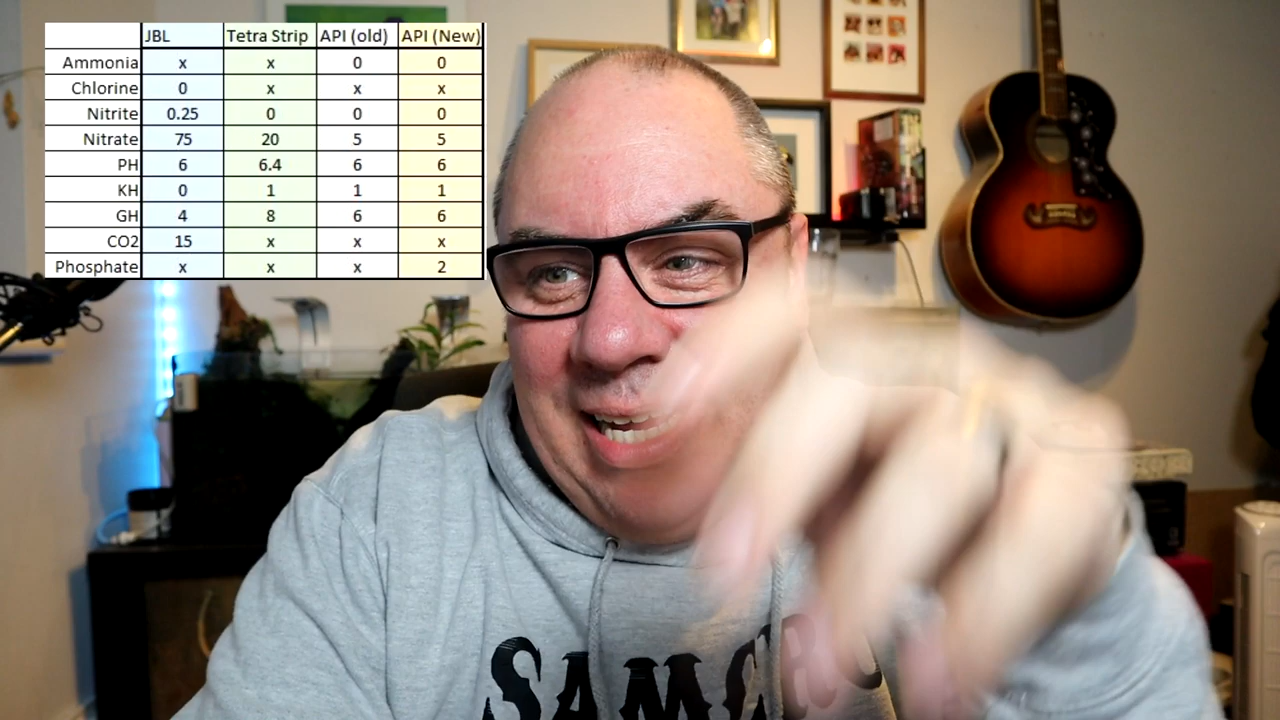 JBL Tetra Strip API (old) API (New)
Ammonia x x 0 0
Chlorine 0 x x x
Nitrite 0.25 0 0 0
Nitrate 75 20 5 5
PH 6 6.4 6 6
KH 0 1 1 1
GH 4 8 6 6
CO2 15 x x x
Phosphate x x x 2
SAMCRO